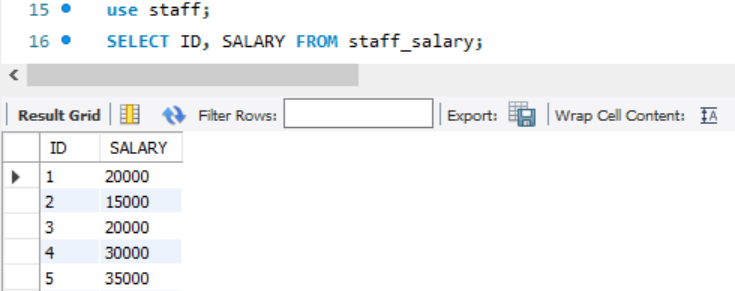 15 use staff;
16 SELECT ID, SALARY FROM staff_salary;
Result Grid Filter Rows: Export: Wrap Cell Content: IA
ID SALARY
1 20000
2 15000
3 20000
4 30000
5 35000